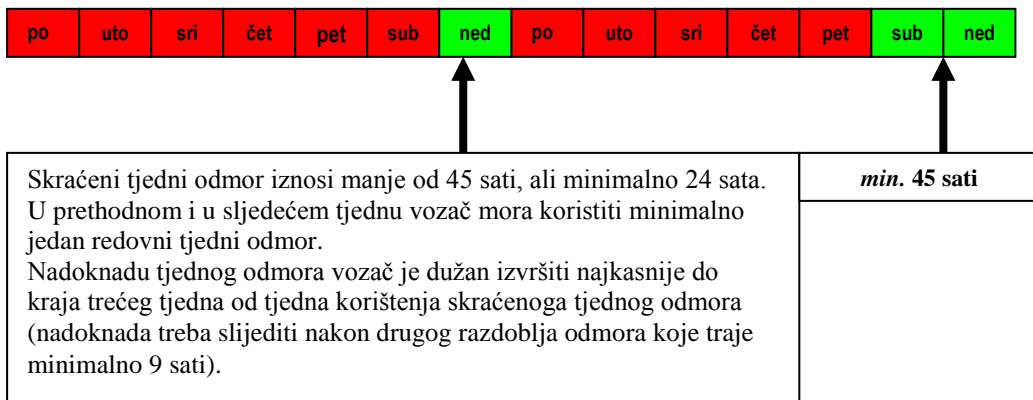 po uto sri čet pet sub ned po uto sri čet pet sub ned
Skraćeni tjedni odmor iznosi manje od 45 sati, ali minimalno 24 sata.
U prethodnom i u sljedećem tjednu vozač mora koristiti minimalno
jedan redovni tjedni odmor.
Nadoknadu tjednog odmora vozač je dužan izvršiti najkasnije do
kraja trećeg tjedna od tjedna korištenja skraćenoga tjednog odmora
(nadoknada treba slijediti nakon drugog razdoblja odmora koje traje
minimalno 9 sati).
min. 45 sati